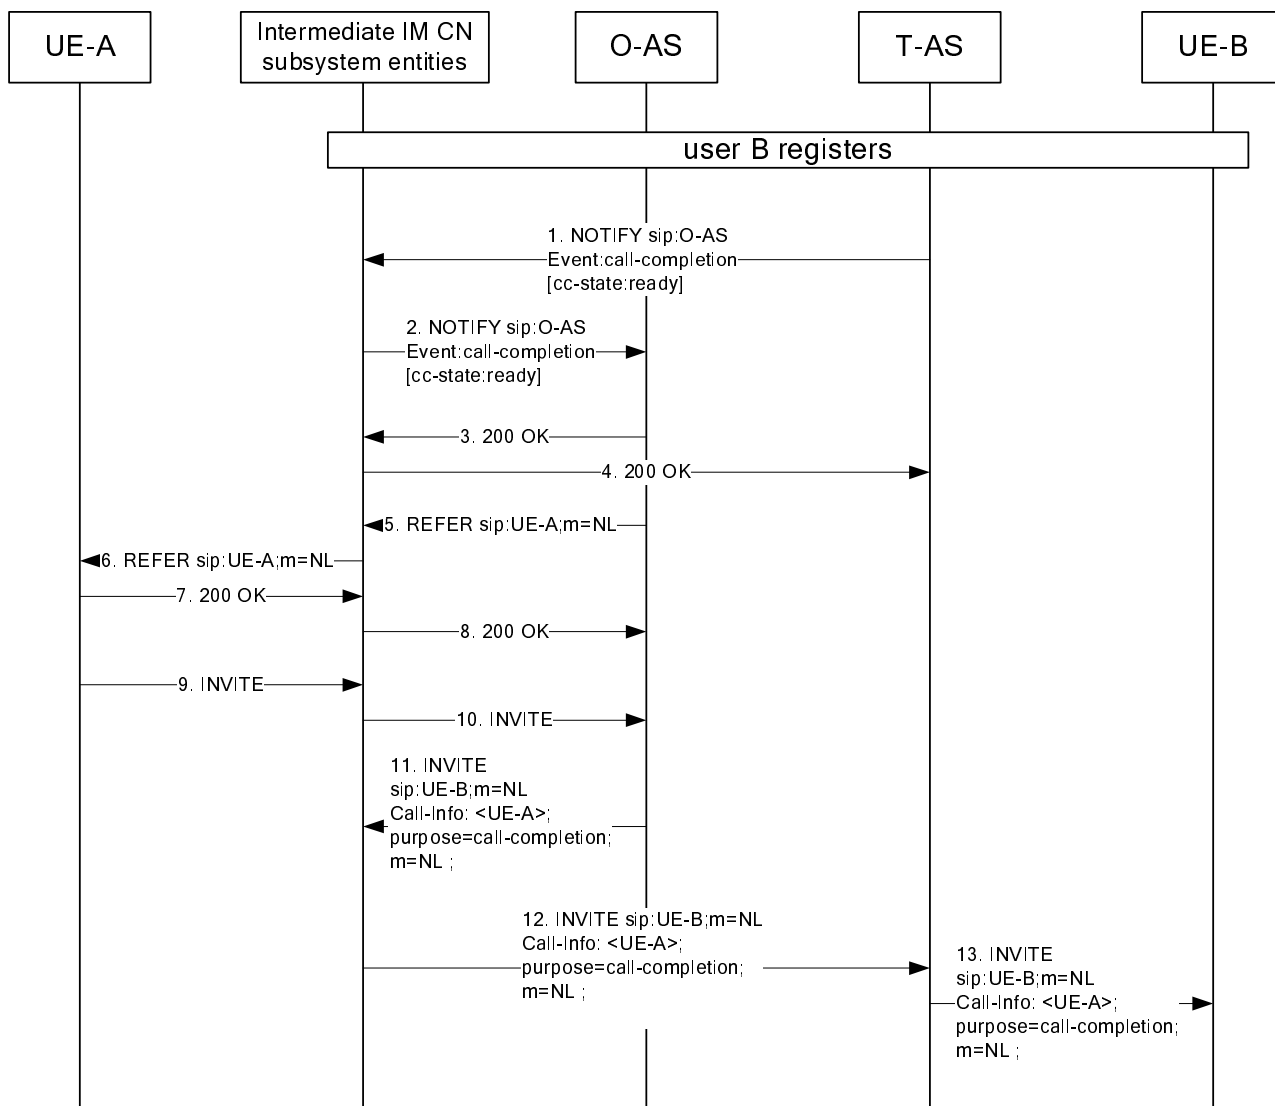 UE-A
Intermediate IM CN
subsystem entities
O-AS
T-AS
UE-B
user B registers
1. NOTIFY sip:O-AS
Event:call-completion
[cc-state:ready]
2. NOTIFY sip:O-AS
Event:call-completion
[cc-state:ready]
3. 200 OK
4. 200 OK
5. REFER sip:UE-A;m=NL
6. REFER sip:UE-A;m=NL
7. 200 OK
8. 200 OK
9. INVITE
10. INVITE
11. INVITE
sip:UE-B;m=NL
Call-Info: <UE-A>;
purpose=call-completion;
m=NL ;
12. INVITE sip:UE-B;m=NL
Call-Info: <UE-A>;
purpose=call-completion;
m=NL ;
13. INVITE
sip:UE-B;m=NL
Call-Info: <UE-A>;
purpose=call-completion;
m=NL ;